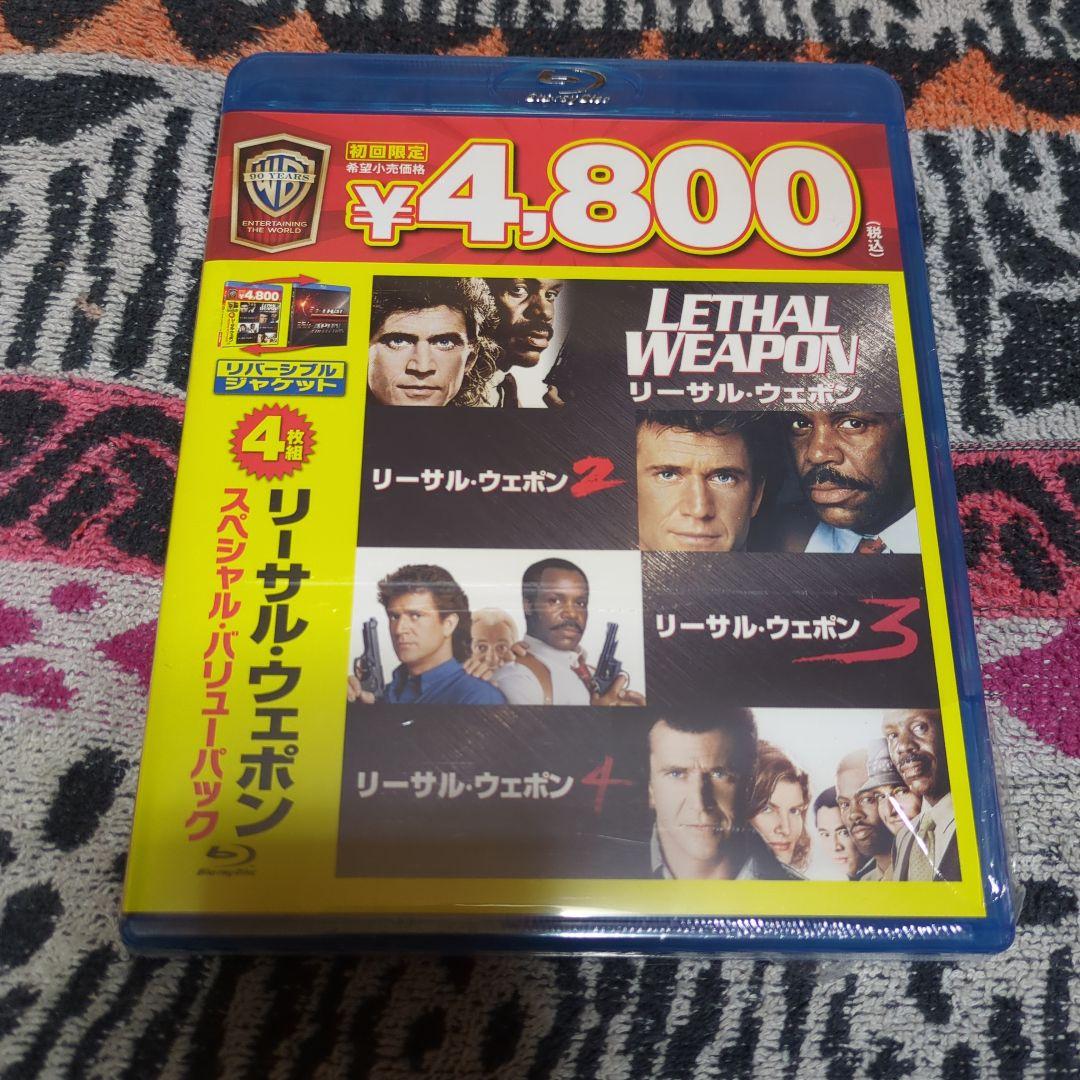 Blu-ray Disc
90 YEARS
WB
ENTERTAINING
THE WORLD
初回限定
希望小売価格
¥4,800
(税込)
¥4,800
リバーシブル
ジャケット
4枚組
リーサル・ウェポン
スペシャル・バリューパック
Blu-ray Disc
LETHAL
WEAPON
リーサル・ウェポン
リーサル・ウェポン2
リーサル・ウェポン3
リーサル・ウェポン4